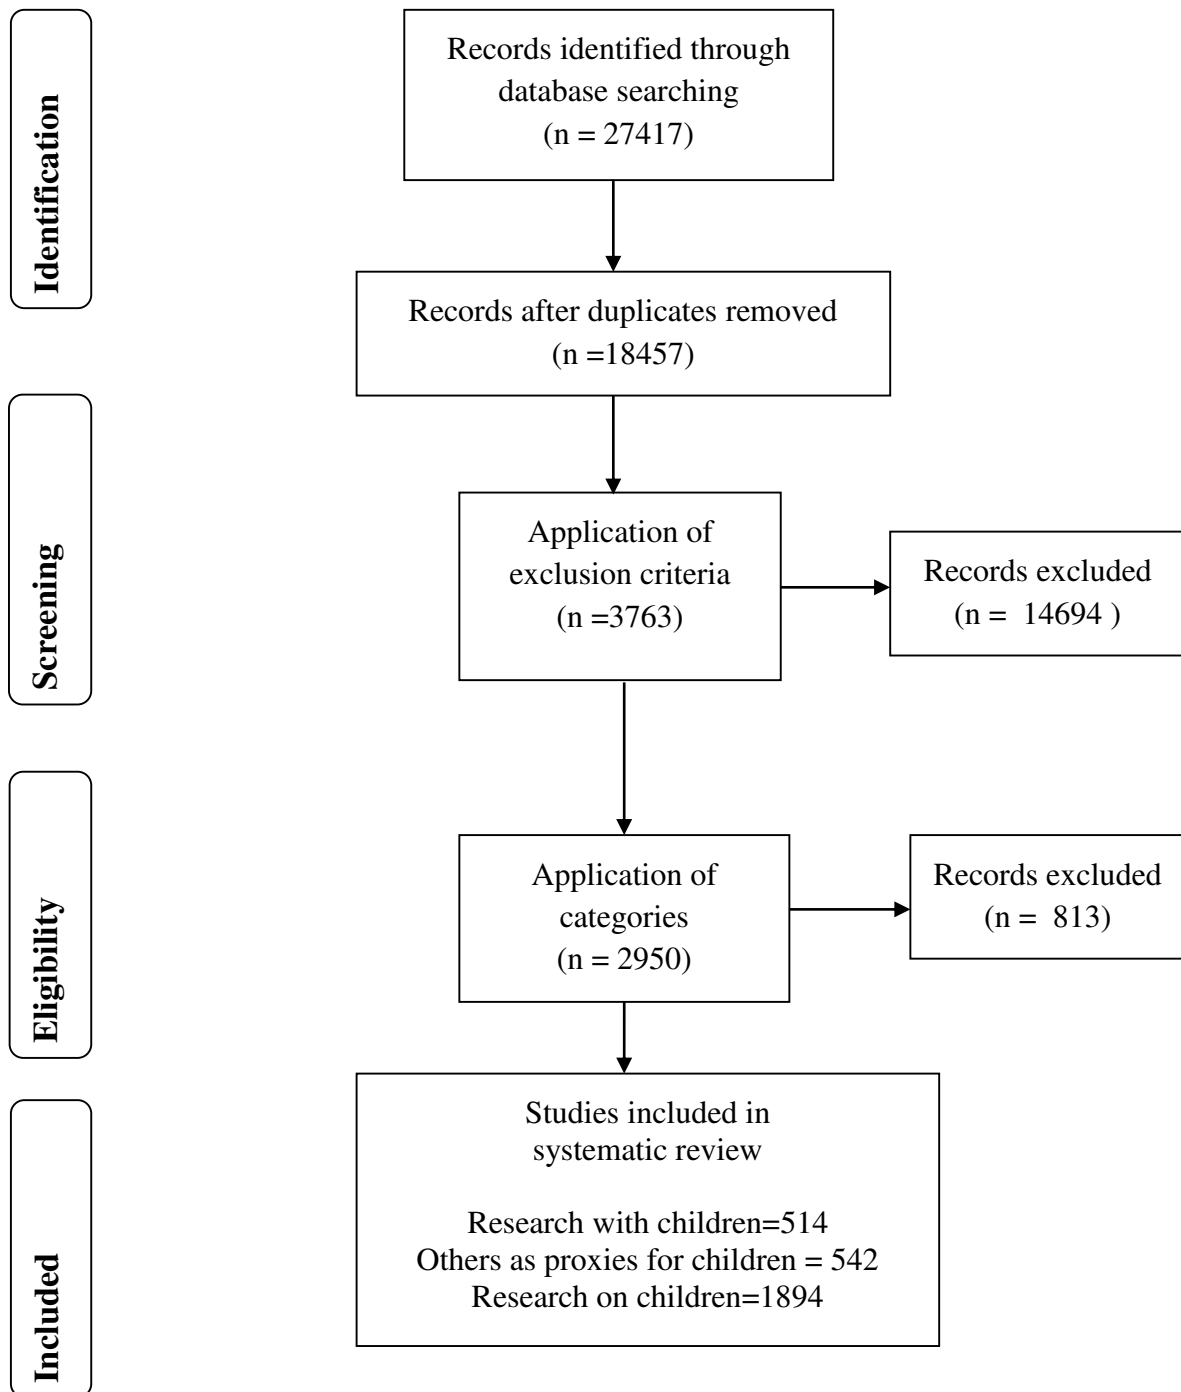 Identification
Records identified through
database searching
(n = 27417)
Records after duplicates removed
(n =18457)
Screening
Application of
exclusion criteria
(n =3763)
Records excluded
(n =  14694 )
Eligibility
Application of
categories
(n = 2950)
Records excluded
(n =  813)
Included
Studies included in
systematic review
Research with children=514
Others as proxies for children = 542
Research on children=1894